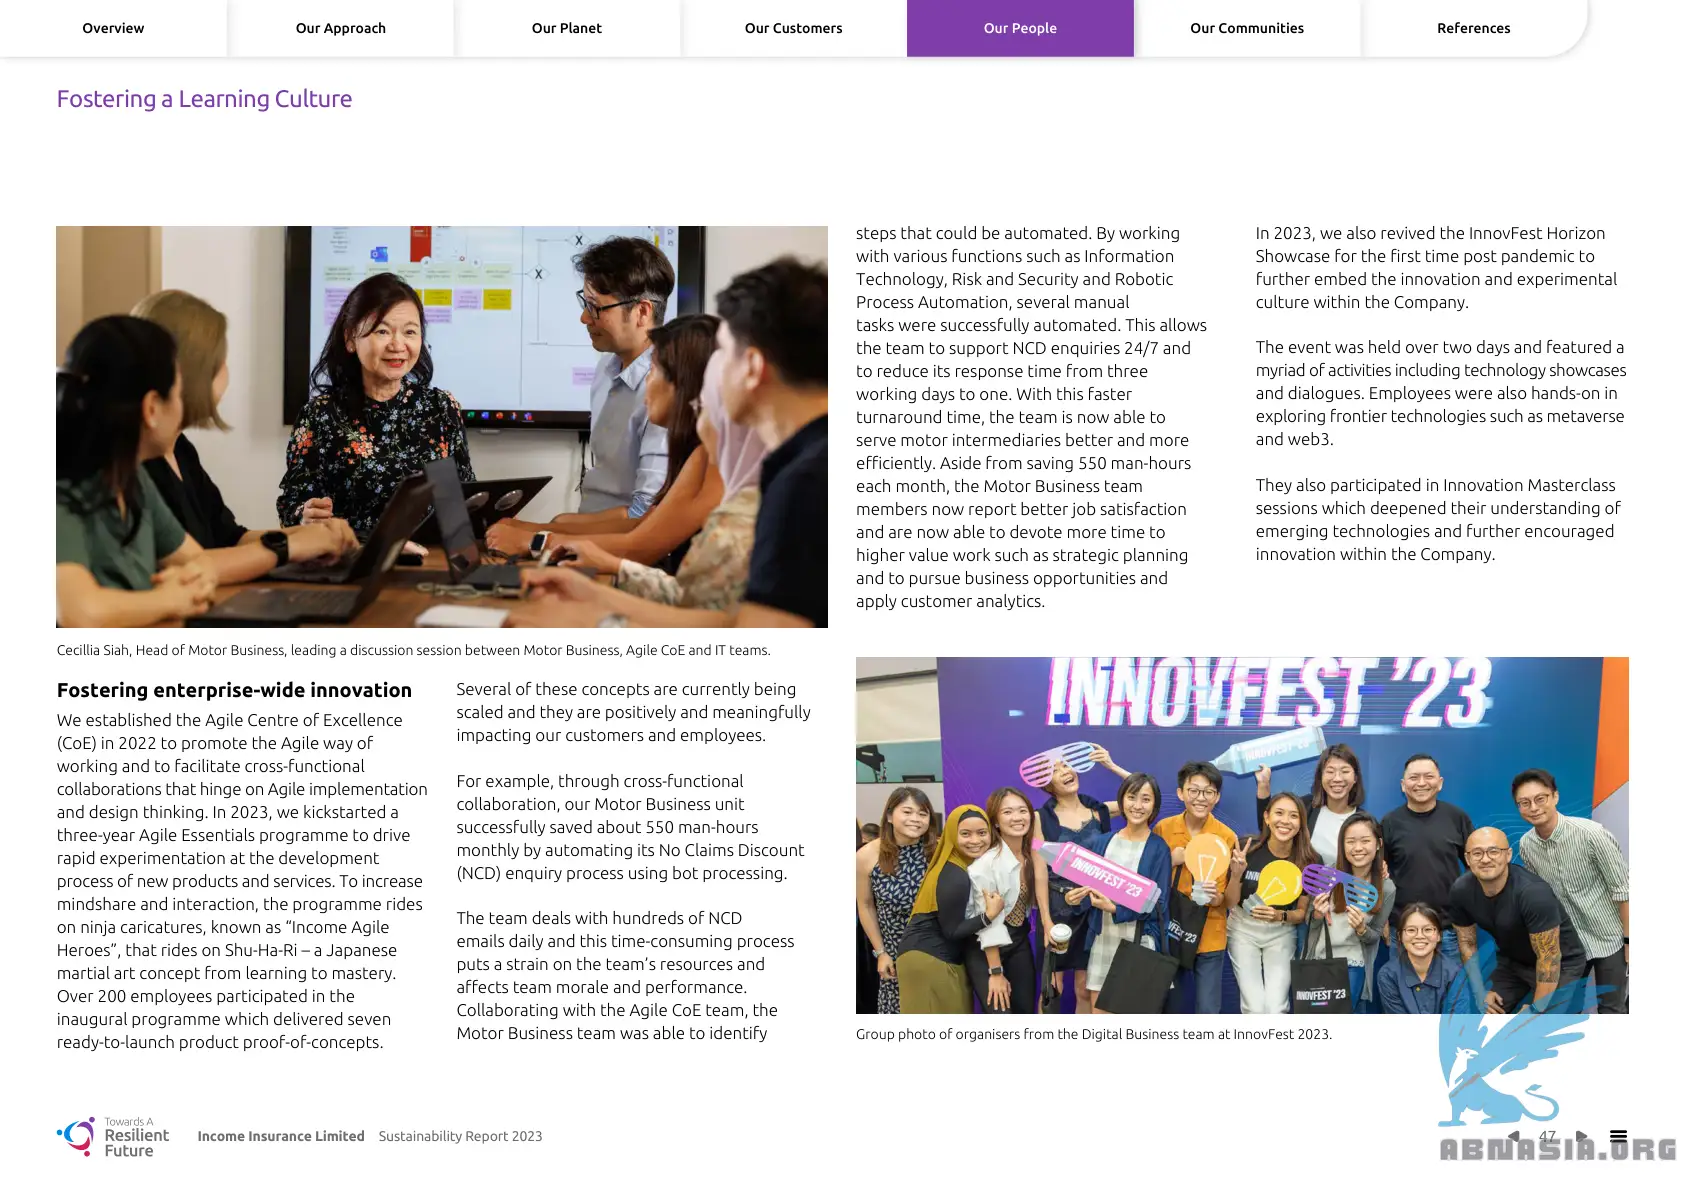 Overview
Our Approach
Our Planet
Our Customers
Our People
Our Communities
References
Fostering a Learning Culture
Cecillia Siah, Head of Motor Business, leading a discussion session between Motor Business, Agile CoE and IT teams.
Fostering enterprise-wide innovation
We established the Agile Centre of Excellence
(CoE) in 2022 to promote the Agile way of
working and to facilitate cross-functional
collaborations that hinge on Agile implementation
and design thinking. In 2023, we kickstarted a
three-year Agile Essentials programme to drive
rapid experimentation at the development
process of new products and services. To increase
mindshare and interaction, the programme rides
on ninja caricatures, known as “Income Agile
Heroes”, that rides on Shu-Ha-Ri – a Japanese
martial art concept from learning to mastery.
Over 200 employees participated in the
inaugural programme which delivered seven
ready-to-launch product proof-of-concepts.
Several of these concepts are currently being
scaled and they are positively and meaningfully
impacting our customers and employees.
For example, through cross-functional
collaboration, our Motor Business unit
successfully saved about 550 man-hours
monthly by automating its No Claims Discount
(NCD) enquiry process using bot processing.
The team deals with hundreds of NCD
emails daily and this time-consuming process
puts a strain on the team’s resources and
affects team morale and performance.
Collaborating with the Agile CoE team, the
Motor Business team was able to identify
steps that could be automated. By working
with various functions such as Information
Technology, Risk and Security and Robotic
Process Automation, several manual
tasks were successfully automated. This allows
the team to support NCD enquiries 24/7 and
to reduce its response time from three
working days to one. With this faster
turnaround time, the team is now able to
serve motor intermediaries better and more
efficiently. Aside from saving 550 man-hours
each month, the Motor Business team
members now report better job satisfaction
and are now able to devote more time to
higher value work such as strategic planning
and to pursue business opportunities and
apply customer analytics.
In 2023, we also revived the InnovFest Horizon
Showcase for the first time post pandemic to
further embed the innovation and experimental
culture within the Company.
The event was held over two days and featured a
myriad of activities including technology showcases
and dialogues. Employees were also hands-on in
exploring frontier technologies such as metaverse
and web3.
They also participated in Innovation Masterclass
sessions which deepened their understanding of
emerging technologies and further encouraged
innovation within the Company.
INNOVFEST ’23
INNOVFEST ’23
INNOVFEST ’23
Group photo of organisers from the Digital Business team at InnovFest 2023.
Towards A
Resilient
Future
Income Insurance Limited Sustainability Report 2023
47
ABNASIA.ORG